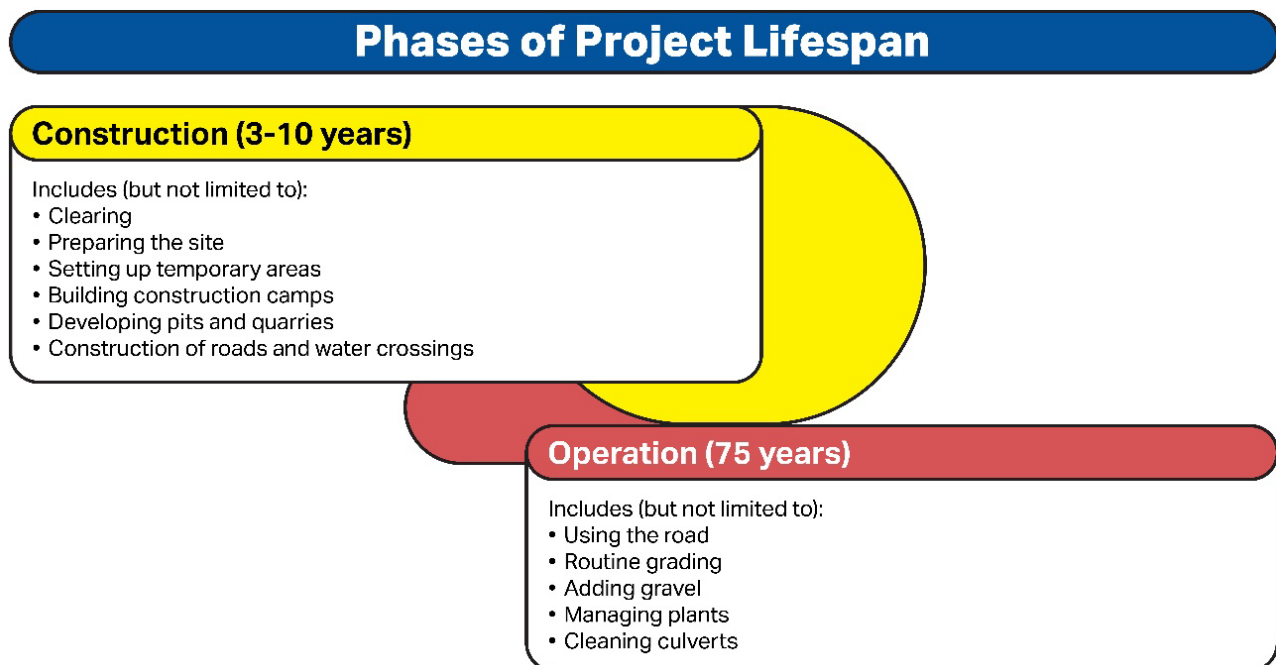 Phases of Project Lifespan
Construction (3-10 years)
Includes (but not limited to):
• Clearing
• Preparing the site
• Setting up temporary areas
• Building construction camps
• Developing pits and quarries
• Construction of roads and water crossings
Operation (75 years)
Includes (but not limited to):
• Using the road
• Routine grading
• Adding gravel
• Managing plants
• Cleaning culverts